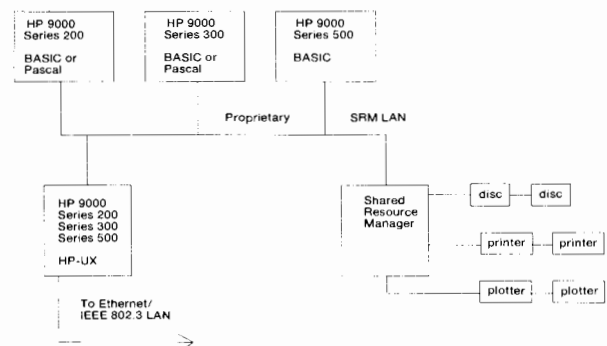 HP 9000
Series 200
BASIC or
Pascal
HP 9000
Series 300
BASIC or
Pascal
HP 9000
Series 500
BASIC
Proprietary
SRM LAN
HP 9000
Series 200
Series 300
Series 500
HP-UX
Shared
Resource
Manager
disc
disc
printer
printer
plotter
plotter
To Ethernet/
IEEE 802.3 LAN